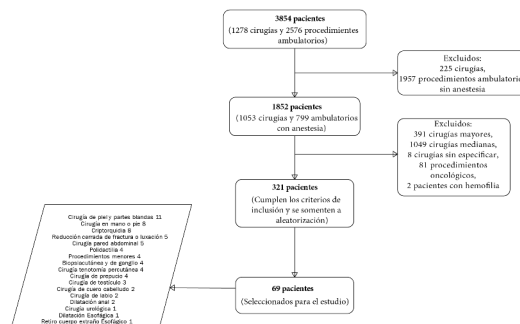 3854 pacientes
(1278 cirugías y 2576 procedimientos
ambulatorios)
Excluidos:
225 cirugías,
1957 procedimientos ambulatorio
sin anestesia
1852 pacientes
(1053 cirugías y 799 ambulatorios
con anestesia)
Excluidos:
391 cirugías mayores,
1049 cirugías medianas,
8 cirugías sin especificar,
81 procedimientos
oncológicos,
2 pacientes con hemofilia
321 pacientes
(Cumplen los criterios de
inclusión y se somenten a
aleatorización)
69 pacientes
(Seleccionados para el estudio)
Cirugía de piel y partes blandas 11
Cirugía en mano o pie 8
Criptorquidia 8
Reducción cerrada de fractura o luxación 5
Cirugía pared abdominal 5
Polidactilia 4
Procedimientos menores 4
Biopsia cutánea y de ganglio 4
Cirugía tenotomía percutánea 4
Cirugía de prepucio 4
Cirugía de testículo 3
Cirugía de cuero cabelludo 2
Cirugía de labio 2
Dilatación anal 2
Cirugía urológica 1
Dilatación Esofágica 1
Retiro cuerpo extraño Esofágico 1